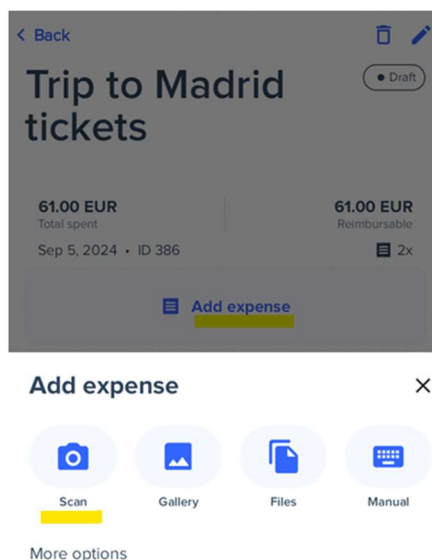 Back
Trip to Madrid
tickets
Draft
61.00 EUR
Total spent
61.00 EUR
Reimbursable
Sep 5, 2024 • ID 386
2x
Add expense
Add expense
Scan
Gallery
Files
Manual
More options